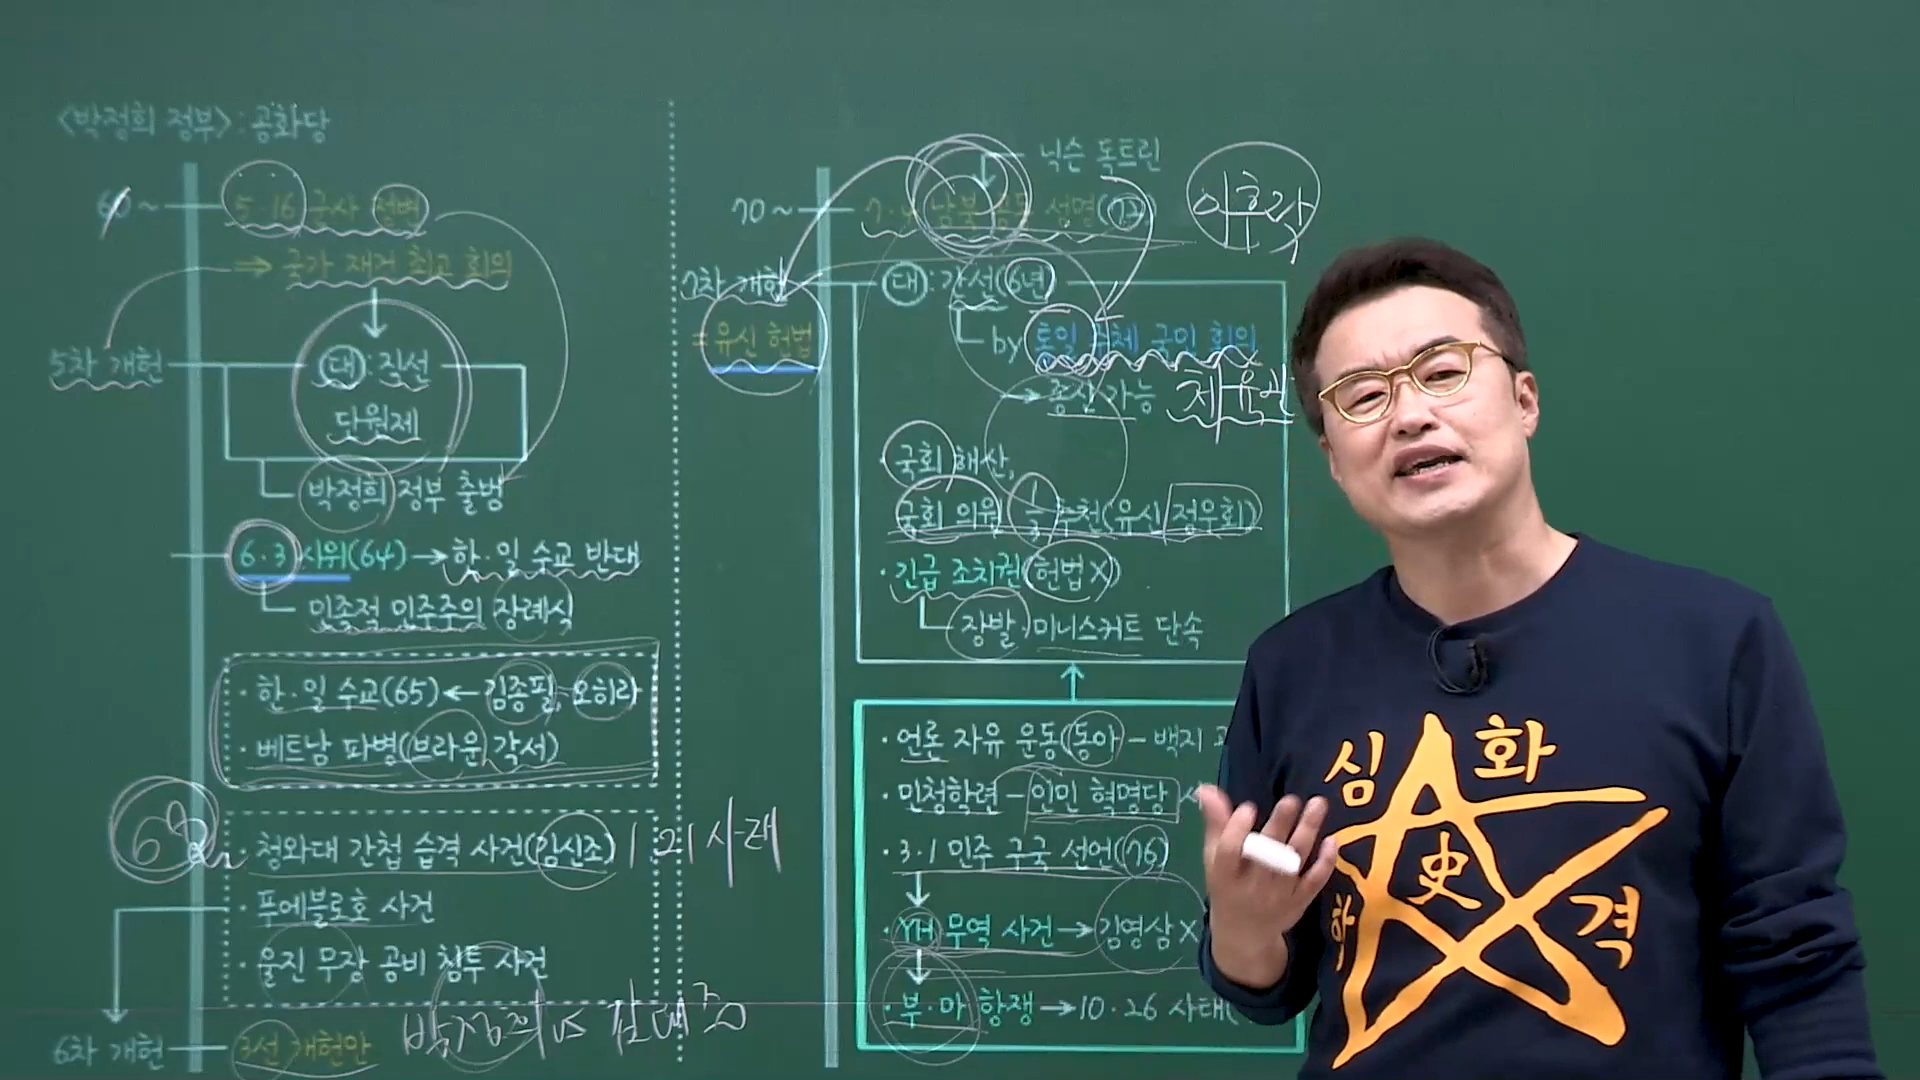 <박정희 정부> : 공화당
60 ~ 5·16 군사 정변
⇒ 국가 재건 최고 회의
5차 개헌
대 : 직선
단원제
박정희 정부 출범
6·3 시위(64) → 한·일 수교 반대
민족적 민주주의 장례식
· 한·일 수교(65) ← 김종필, 오히라
· 베트남 파병(브라운 각서)
68
· 청와대 간첩 습격 사건(김신조) 1.21 사태
· 푸에블로호 사건
· 울진 무장 공비 침투 사건
박정희 vs 김대중
6차 개헌 3선 개헌안
닉슨 독트린
이후락
70 ~ 7·4 남북 공동 성명(72)
7차 개헌
= 유신 헌법
대 : 간선(6년)
by 통일 주체 국민 회의
→ 종신 가능 체육관
· 국회 해산,
국회 의원 1/3 추천(유신 정우회)
· 긴급 조치권(헌법X)
장발, 미니스커트 단속
· 언론 자유 운동(동아 - 백지
· 민청학련 - 인민 혁명당
· 3·1 민주 구국 선언(76)
· YH 무역 사건 → 김영삼 X
· 부·마 항쟁 → 10·26 사태(
심 화
史
합 격